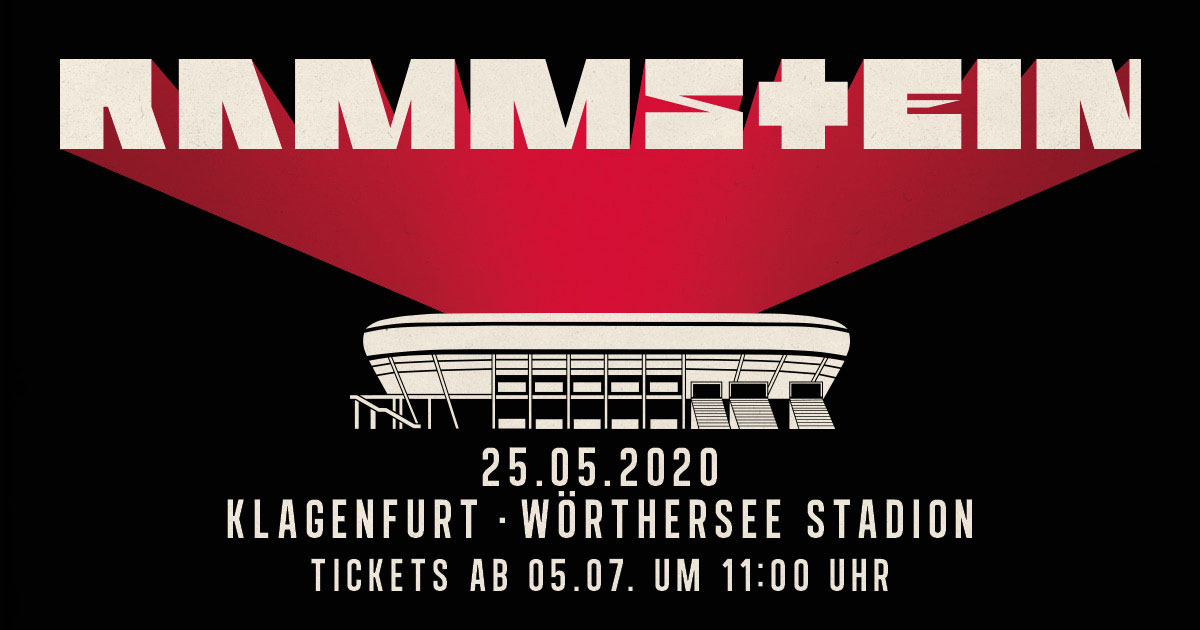 RAMMSTEIN
25.05.2020
KLAGENFURT · WÖRTHERSEE STADION
TICKETS AB 05.07. UM 11:00 UHR